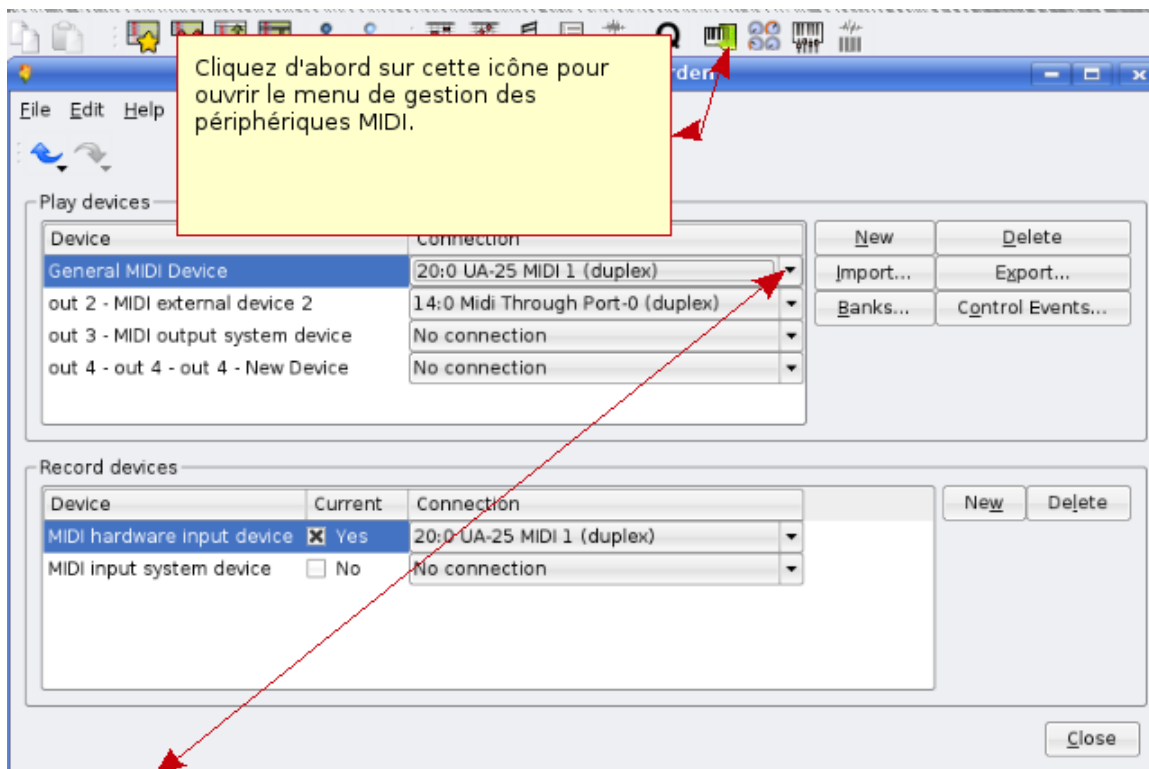 Cliquez d'abord sur cette icône pour
ouvrir le menu de gestion des
périphériques MIDI.
File Edit Help
Play devices
Device Connection
New Delete
General MIDI Device 20:0 UA-25 MIDI 1 (duplex)
Import... Export...
out 2 - MIDI external device 2 14:0 Midi Through Port-0 (duplex)
Banks... Control Events...
out 3 - MIDI output system device No connection
out 4 - out 4 - out 4 - New Device No connection
Record devices
Device Current Connection
New Delete
MIDI hardware input device Yes 20:0 UA-25 MIDI 1 (duplex)
MIDI input system device No No connection
Close